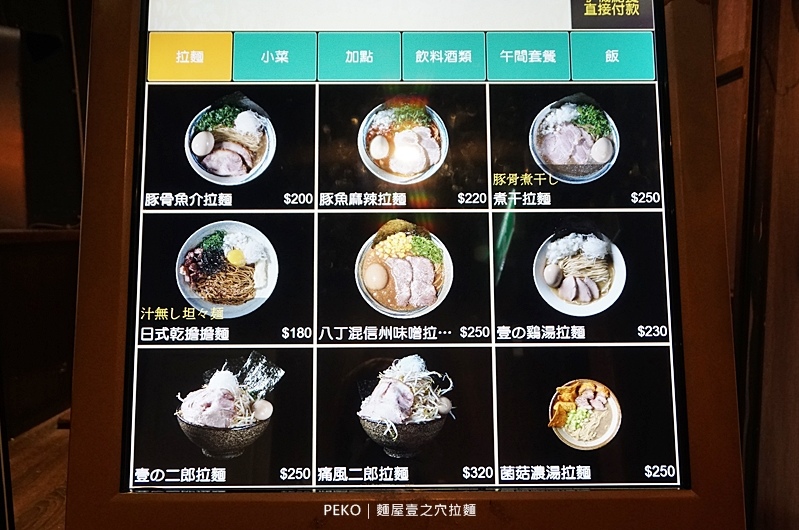 直接付款
拉麵
小菜
加點
飲料酒類
午間套餐
飯
豚骨魚介拉麵 $200
豚魚麻辣拉麵 $220
豚骨煮干し
煮干拉麵 $250
汁無し坦々麺
日式乾擔擔麵 $180
八丁混信州味噌拉… $250
壹の鶏湯拉麵 $230
壹の二郎拉麵 $250
痛風二郎拉麵 $320
菌菇濃湯拉麵 $250
PEKO | 麵屋壹之穴拉麵